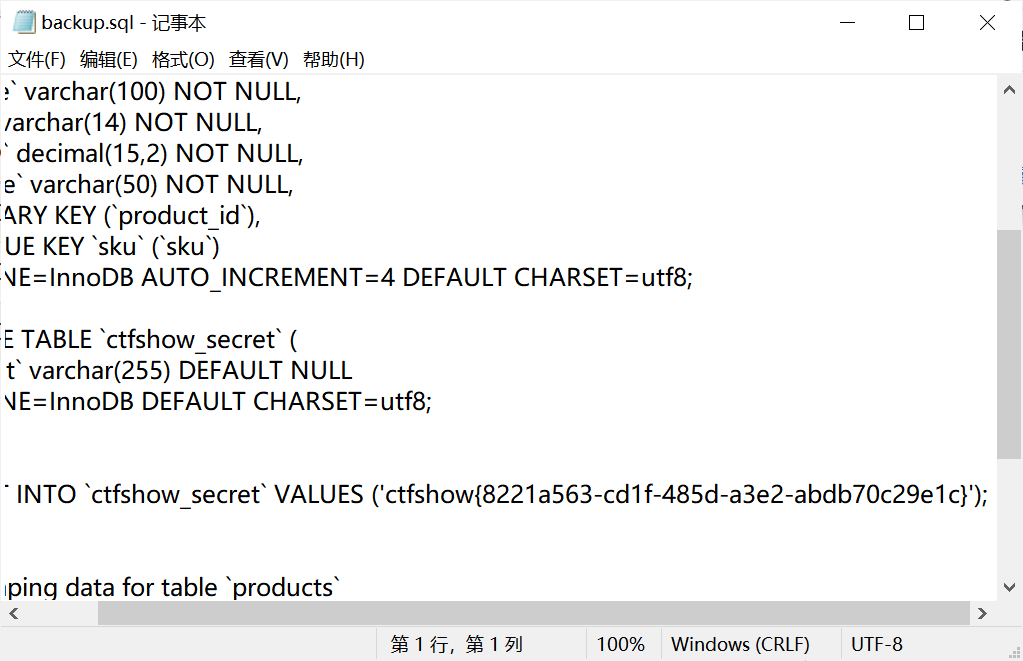 backup.sql - 记事本
文件(F) 编辑(E) 格式(O) 查看(V) 帮助(H)
e` varchar(100) NOT NULL,
varchar(14) NOT NULL,
` decimal(15,2) NOT NULL,
e` varchar(50) NOT NULL,
ARY KEY (`product_id`),
UE KEY `sku` (`sku`)
NE=InnoDB AUTO_INCREMENT=4 DEFAULT CHARSET=utf8;
E TABLE `ctfshow_secret` (
t` varchar(255) DEFAULT NULL
NE=InnoDB DEFAULT CHARSET=utf8;
INTO `ctfshow_secret` VALUES ('ctfshow{8221a563-cd1f-485d-a3e2-abdb70c29e1c}');
ping data for table `products`
第 1 行，第 1 列 100% Windows (CRLF) UTF-8